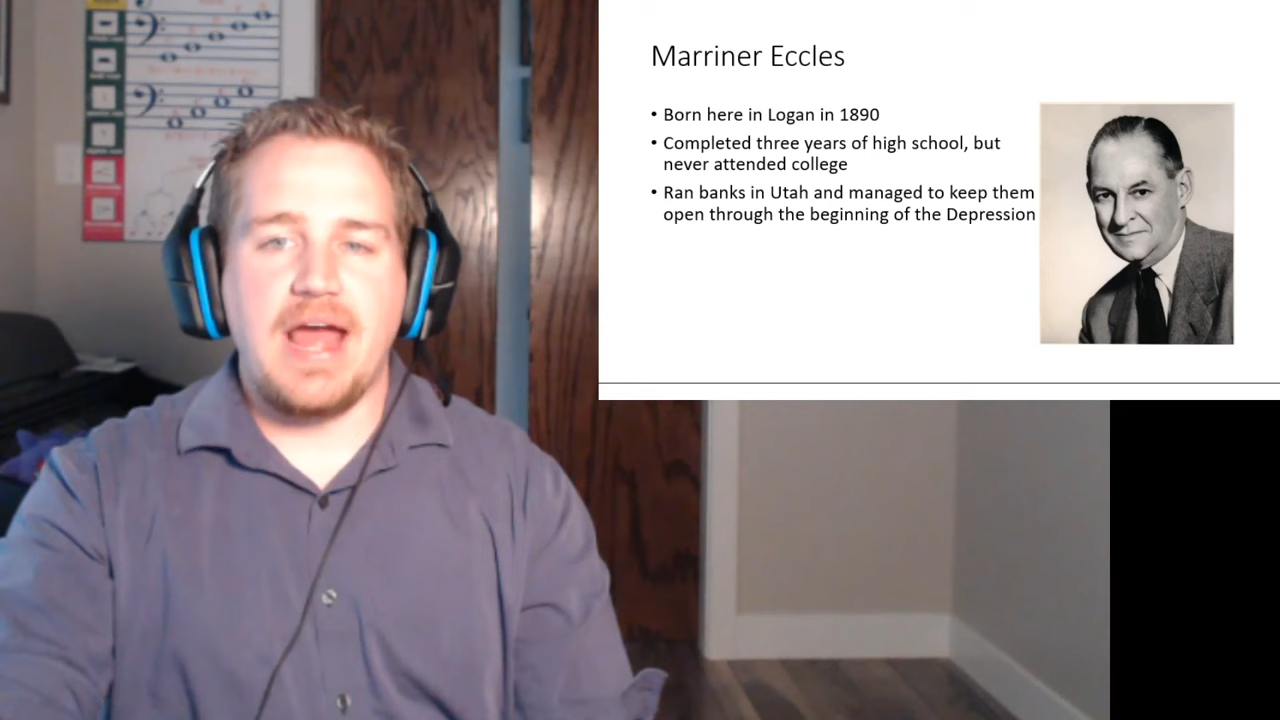 Marriner Eccles
• Born here in Logan in 1890
• Completed three years of high school, but
never attended college
• Ran banks in Utah and managed to keep them
open through the beginning of the Depression